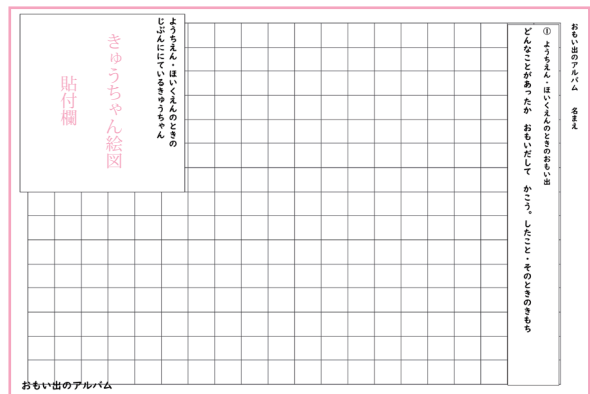 おもい出のアルバム　名まえ
① ようちえん・ほいくえんのときのおもい出
どんなことがあったか　おもいだして　かこう。したこと・そのときのきもち
ようちえん・ほいくえんのときの
じぶんににているきゅうちゃん
きゅうちゃん絵図
貼付欄
おもい出のアルバム